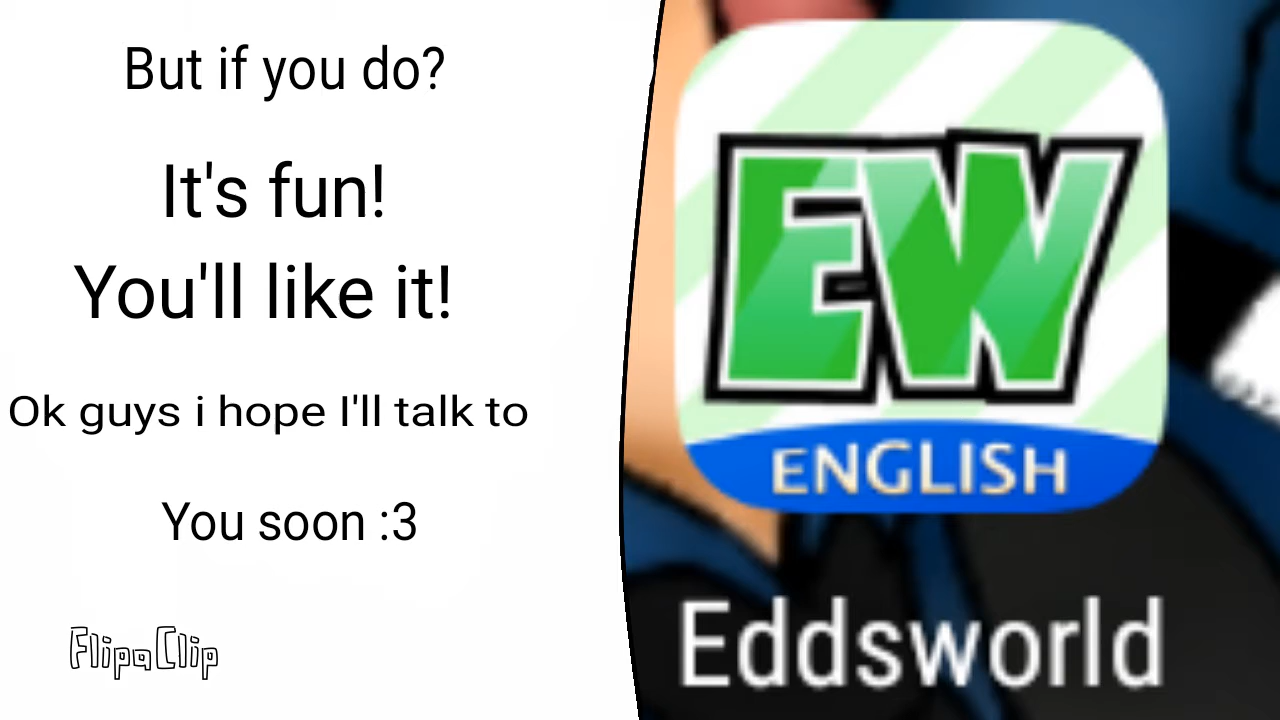 But if you do?
It's fun!
You'll like it!
Ok guys i hope I'll talk to
You soon :3
FlipaClip
EW
ENGLISH
Eddsworld